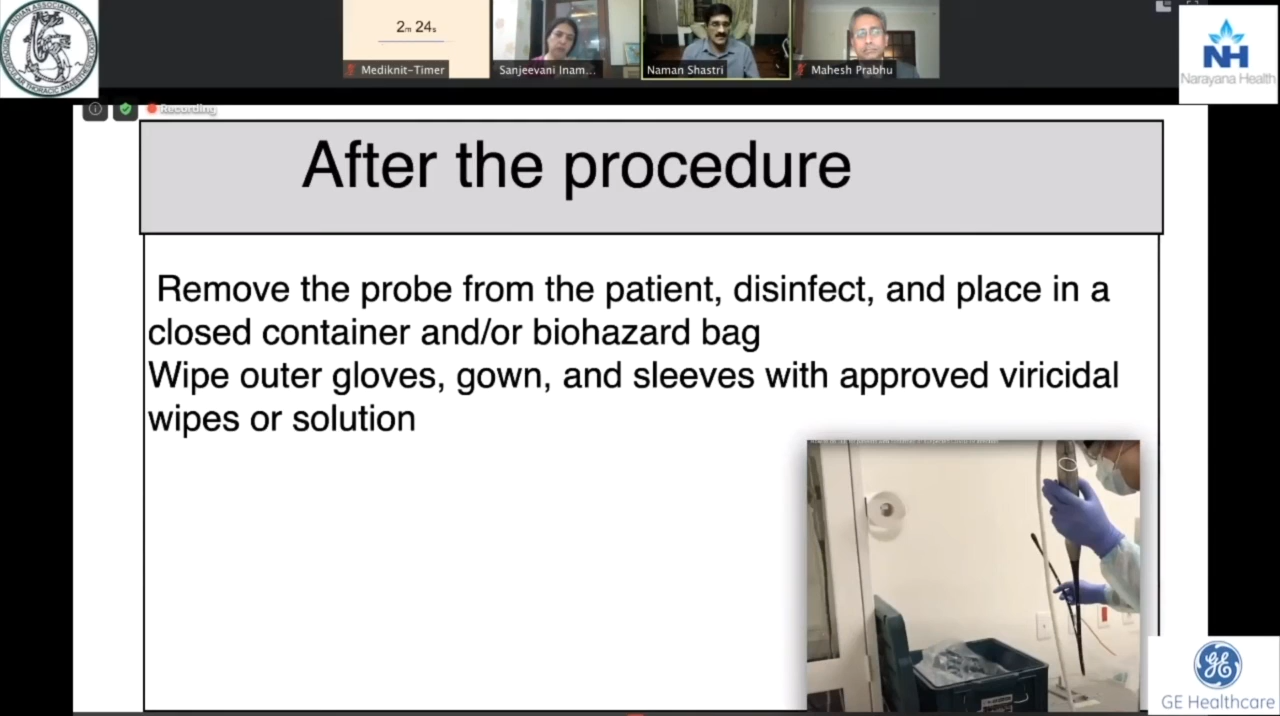 2m 24s
Mediknit-Timer
Sanjeevani Inam...
Naman Shastri
Mahesh Prabhu
NH
Narayana Health
Recording
After the procedure
Remove the probe from the patient, disinfect, and place in a
closed container and/or biohazard bag
Wipe outer gloves, gown, and sleeves with approved viricidal
wipes or solution
GE Healthcare